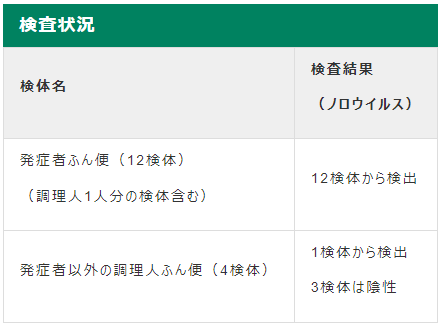 検査状況
検体名
検査結果
（ノロウイルス）
発症者ふん便（12検体）
（調理人1人分の検体含む）
12検体から検出
発症者以外の調理人ふん便（4検体）
1検体から検出
3検体は陰性